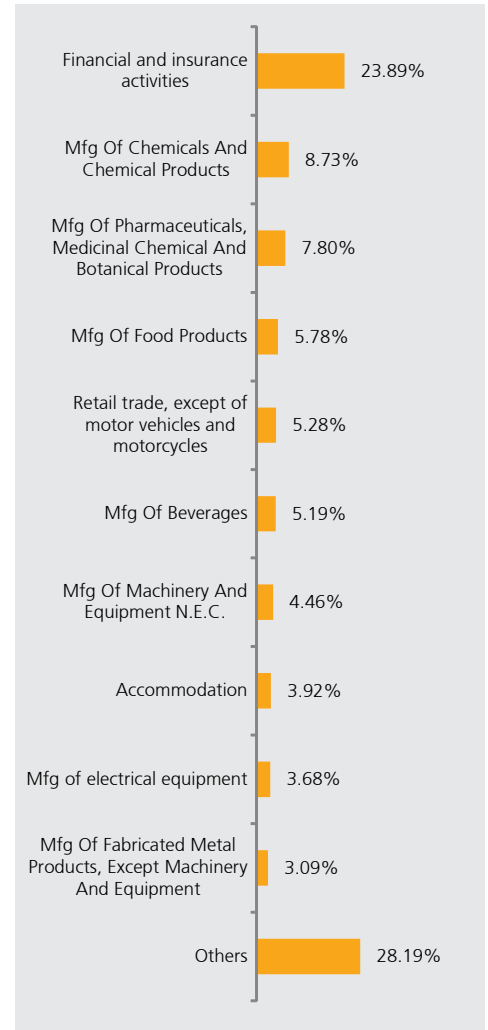 Financial and insurance
activities
23.89%
Mfg Of Chemicals And
Chemical Products
8.73%
Mfg Of Pharmaceuticals,
Medicinal Chemical And
Botanical Products
7.80%
Mfg Of Food Products
5.78%
Retail trade, except of
motor vehicles and
motorcycles
5.28%
Mfg Of Beverages
5.19%
Mfg Of Machinery And
Equipment N.E.C.
4.46%
Accommodation
3.92%
Mfg of electrical equipment
3.68%
Mfg Of Fabricated Metal
Products, Except Machinery
And Equipment
3.09%
Others
28.19%